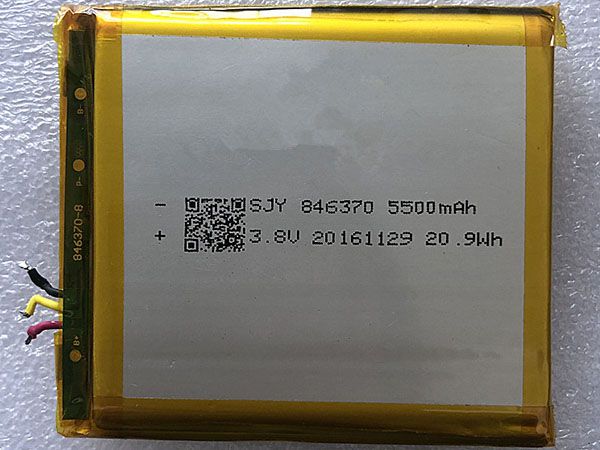 - SJY 846370 5500mAh
+ 3.8V 20161129 20.9Wh
B-
P-
846370-8
B+